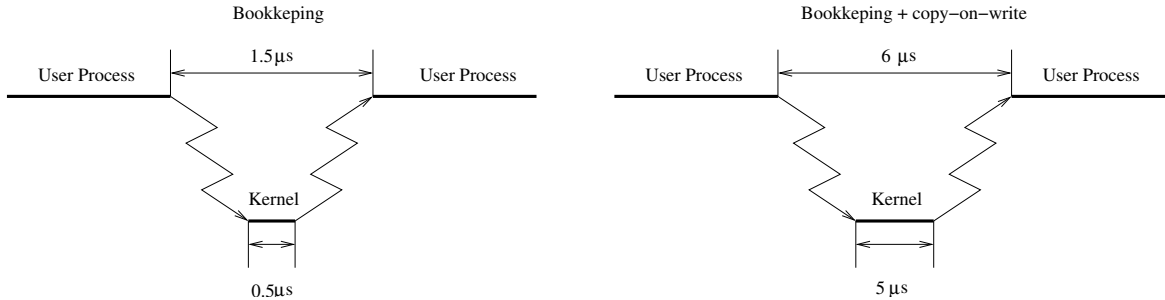 Bookkeping
1.5µs
User Process
User Process
Kernel
0.5µs
Bookkeping + copy−on−write
6 µs
User Process
User Process
Kernel
5 µs